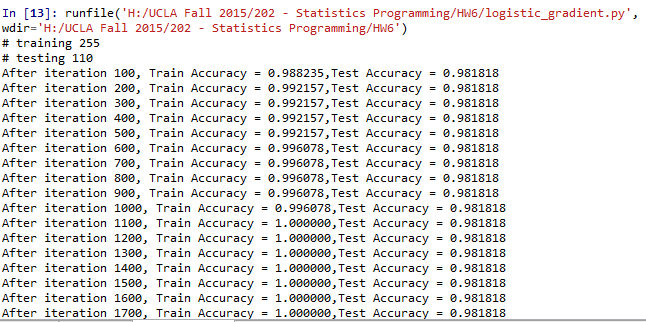 In [13]: runfile('H:/UCLA Fall 2015/202 - Statistics Programming/HW6/logistic_gradient.py',
wdir='H:/UCLA Fall 2015/202 - Statistics Programming/HW6')
# training 255
# testing 110
After iteration 100, Train Accuracy = 0.988235,Test Accuracy = 0.981818
After iteration 200, Train Accuracy = 0.992157,Test Accuracy = 0.981818
After iteration 300, Train Accuracy = 0.992157,Test Accuracy = 0.981818
After iteration 400, Train Accuracy = 0.992157,Test Accuracy = 0.981818
After iteration 500, Train Accuracy = 0.992157,Test Accuracy = 0.981818
After iteration 600, Train Accuracy = 0.996078,Test Accuracy = 0.981818
After iteration 700, Train Accuracy = 0.996078,Test Accuracy = 0.981818
After iteration 800, Train Accuracy = 0.996078,Test Accuracy = 0.981818
After iteration 900, Train Accuracy = 0.996078,Test Accuracy = 0.981818
After iteration 1000, Train Accuracy = 0.996078,Test Accuracy = 0.981818
After iteration 1100, Train Accuracy = 1.000000,Test Accuracy = 0.981818
After iteration 1200, Train Accuracy = 1.000000,Test Accuracy = 0.981818
After iteration 1300, Train Accuracy = 1.000000,Test Accuracy = 0.981818
After iteration 1400, Train Accuracy = 1.000000,Test Accuracy = 0.981818
After iteration 1500, Train Accuracy = 1.000000,Test Accuracy = 0.981818
After iteration 1600, Train Accuracy = 1.000000,Test Accuracy = 0.981818
After iteration 1700, Train Accuracy = 1.000000,Test Accuracy = 0.981818